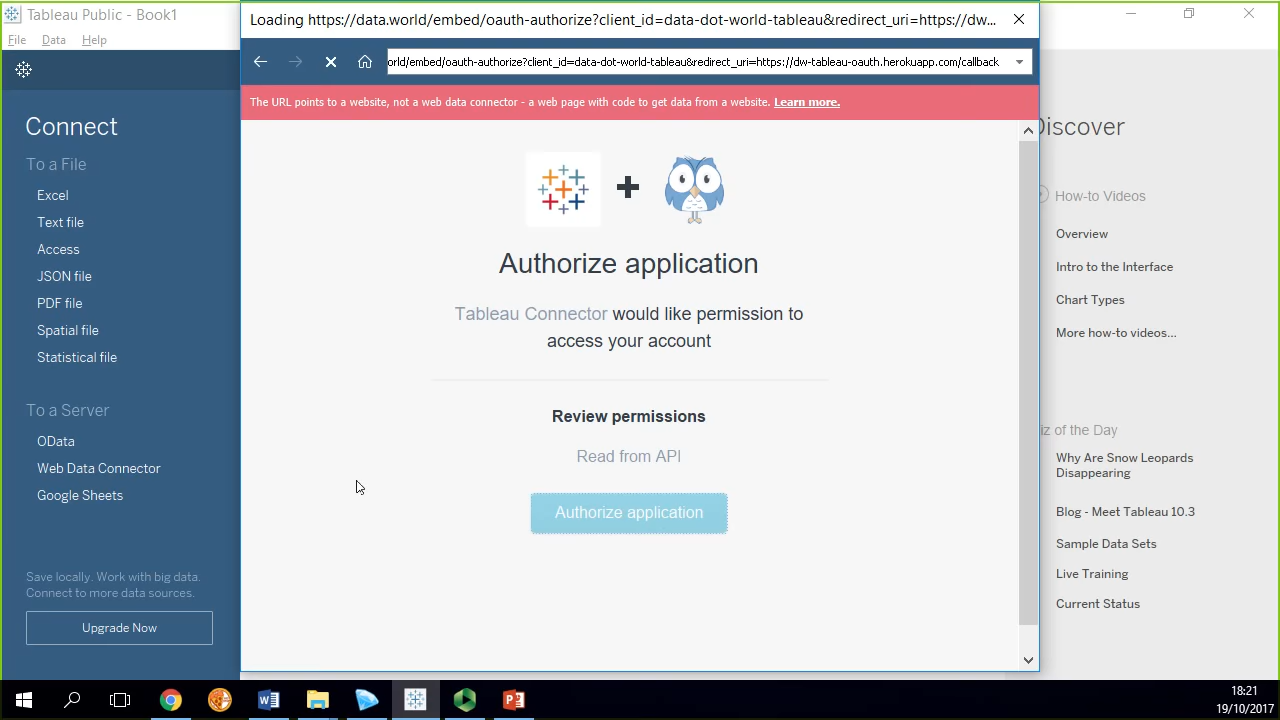 Tableau Public - Book1
File Data Help
Connect
To a File
Excel
Text file
Access
JSON file
PDF file
Spatial file
Statistical file
To a Server
OData
Web Data Connector
Google Sheets
Save locally. Work with big data.
Connect to more data sources.
Upgrade Now
Loading https://data.world/embed/oauth-authorize?client_id=data-dot-world-tableau&redirect_uri=https://dw...
orld/embed/oauth-authorize?client_id=data-dot-world-tableau&redirect_uri=https://dw-tableau-oauth.herokuapp.com/callback
The URL points to a website, not a web data connector - a web page with code to get data from a website. Learn more.
Authorize application
Tableau Connector would like permission to
access your account
Review permissions
Read from API
Authorize application
Discover
How-to Videos
Overview
Intro to the Interface
Chart Types
More how-to videos...
iz of the Day
Why Are Snow Leopards
Disappearing
Blog - Meet Tableau 10.3
Sample Data Sets
Live Training
Current Status
18:21
19/10/2017